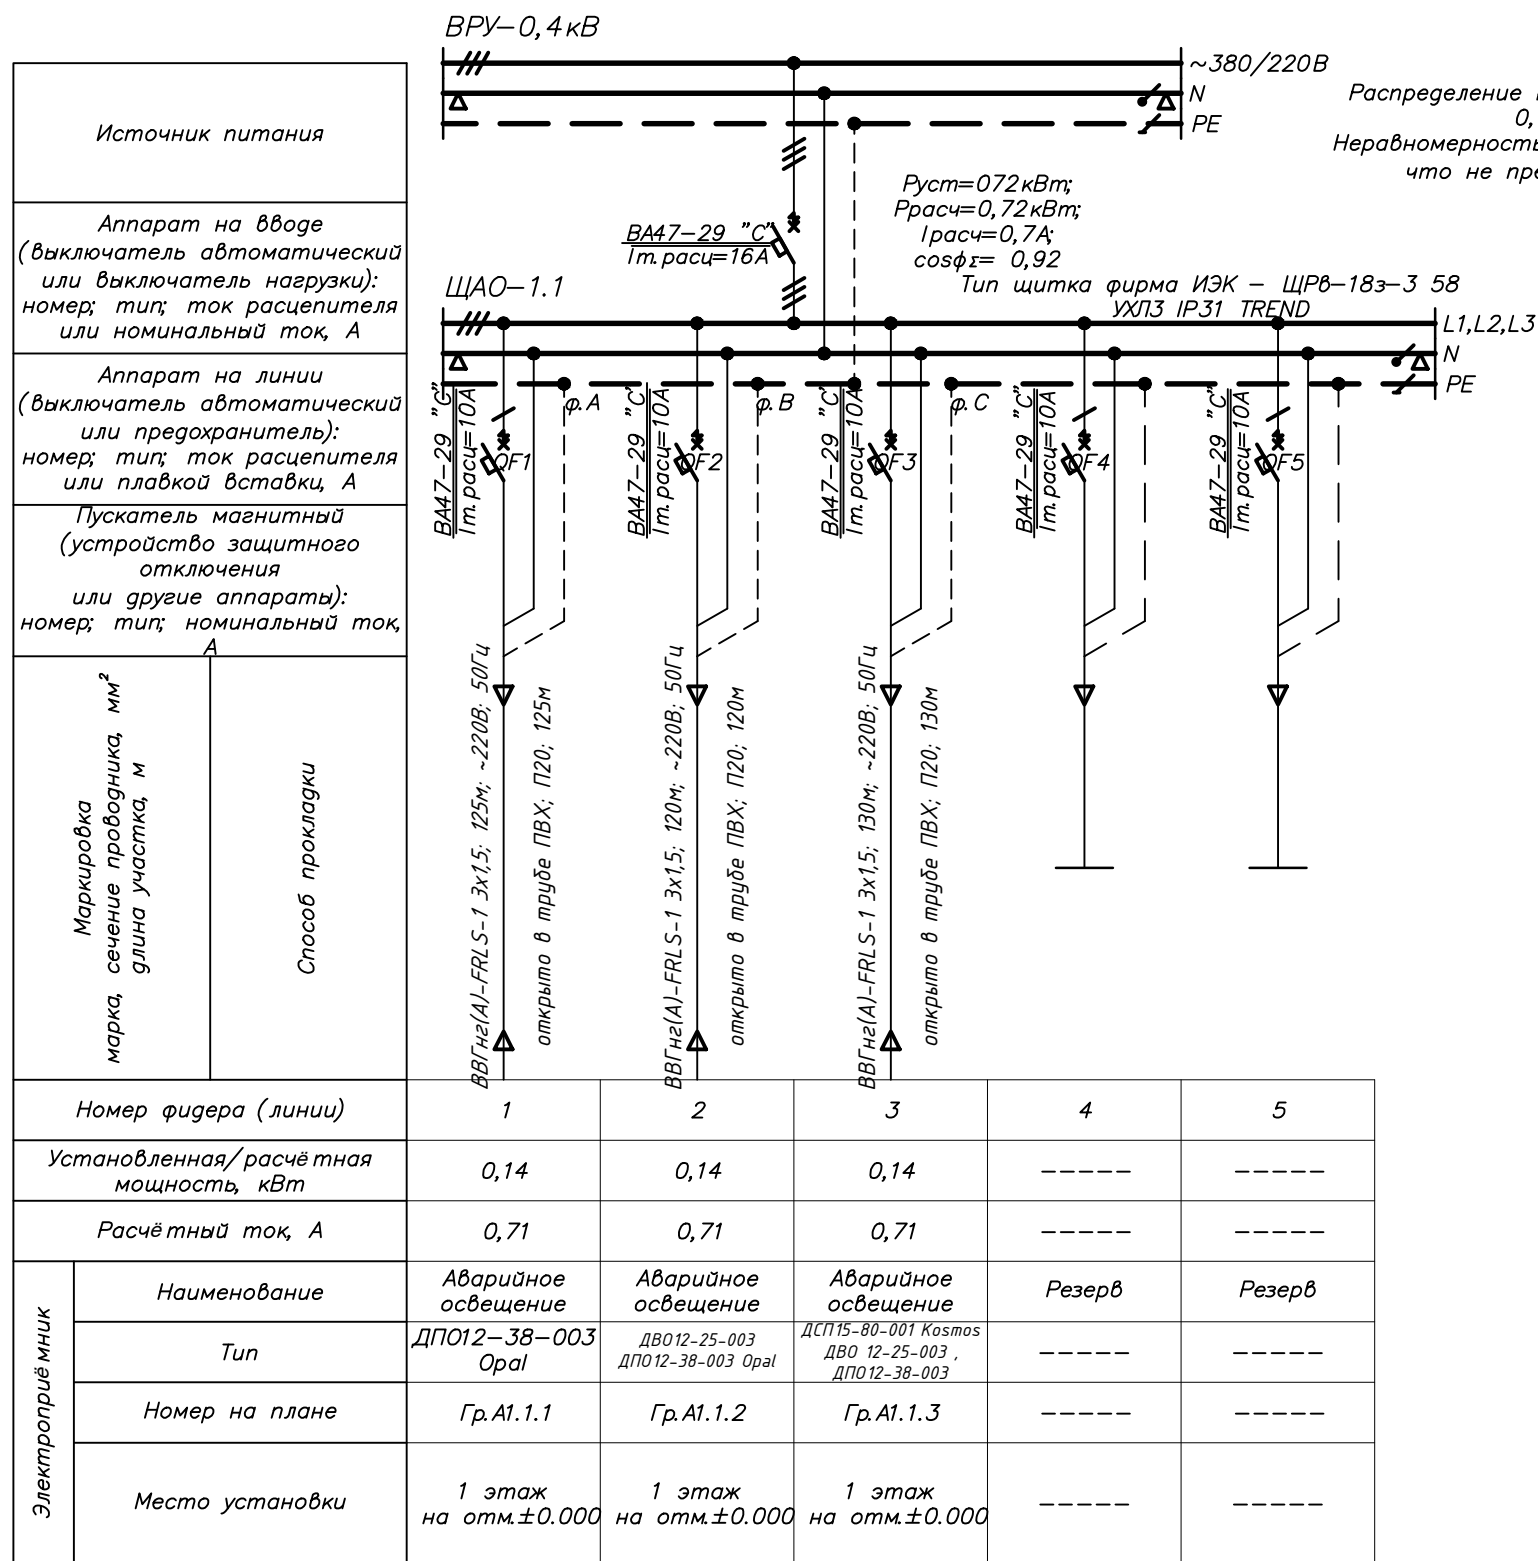 ВРУ-0,4кВ
~380/220В
N
PE
Распределение
0,
Неравномерность
что не пре
Руст=072кВт;
Ррасч=0,72кВт;
Iрасч=0,7А;
cosφΣ= 0,92
ВА47-29 "С"
Iт.расц=16А
Тип щитка фирма ИЭК - ЩРв-18з-3 58
УХЛ3 IP31 TREND
ЩАО-1.1
L1,L2,L3
N
PE
Источник питания
Аппарат на вводе
(выключатель автоматический
или выключатель нагрузки):
номер; тип; ток расцепителя
или номинальный ток, А
Аппарат на линии
(выключатель автоматический
или предохранитель):
номер; тип; ток расцепителя
или плавкой вставки, А
Пускатель магнитный
(устройство защитного
отключения
или другие аппараты):
номер; тип; номинальный ток,
А
Маркировка
марка, сечение проводника, мм²
длина участка, м
Способ прокладки
ВА47-29 "С"
Iт.расц=10А
QF1
ф.А
ВА47-29 "С"
Iт.расц=10А
QF2
ф.В
ВА47-29 "С"
Iт.расц=10А
QF3
ф.С
ВА47-29 "С"
Iт.расц=10А
QF4
ВА47-29 "С"
Iт.расц=10А
QF5
ВВГнг(А)-FRLS-1 3х1,5; 125м; ~220В; 50Гц
открыто в трубе ПВХ; П20; 125м
ВВГнг(А)-FRLS-1 3х1,5; 120м; ~220В; 50Гц
открыто в трубе ПВХ; П20; 120м
ВВГнг(А)-FRLS-1 3х1,5; 130м; ~220В; 50Гц
открыто в трубе ПВХ; П20; 130м
Номер фидера (линии) 1 2 3 4 5
Установленная/расчётная
мощность, кВт
0,14 0,14 0,14 ----- -----
Расчётный ток, А 0,71 0,71 0,71 ----- -----
Электроприёмник
Наименование
Аварийное
освещение
Аварийное
освещение
Аварийное
освещение
Резерв
Резерв
Тип
ДПО12-38-003
Opal
ДВО12-25-003
ДПО12-38-003 Opal
ДСП15-80-001 Kosmos
ДВО 12-25-003 ,
ДПО12-38-003
----- -----
Номер на плане Гр.А1.1.1 Гр.А1.1.2 Гр.А1.1.3 ----- -----
Место установки
1 этаж
на отм.±0.000
1 этаж
на отм.±0.000
1 этаж
на отм.±0.000
----- -----